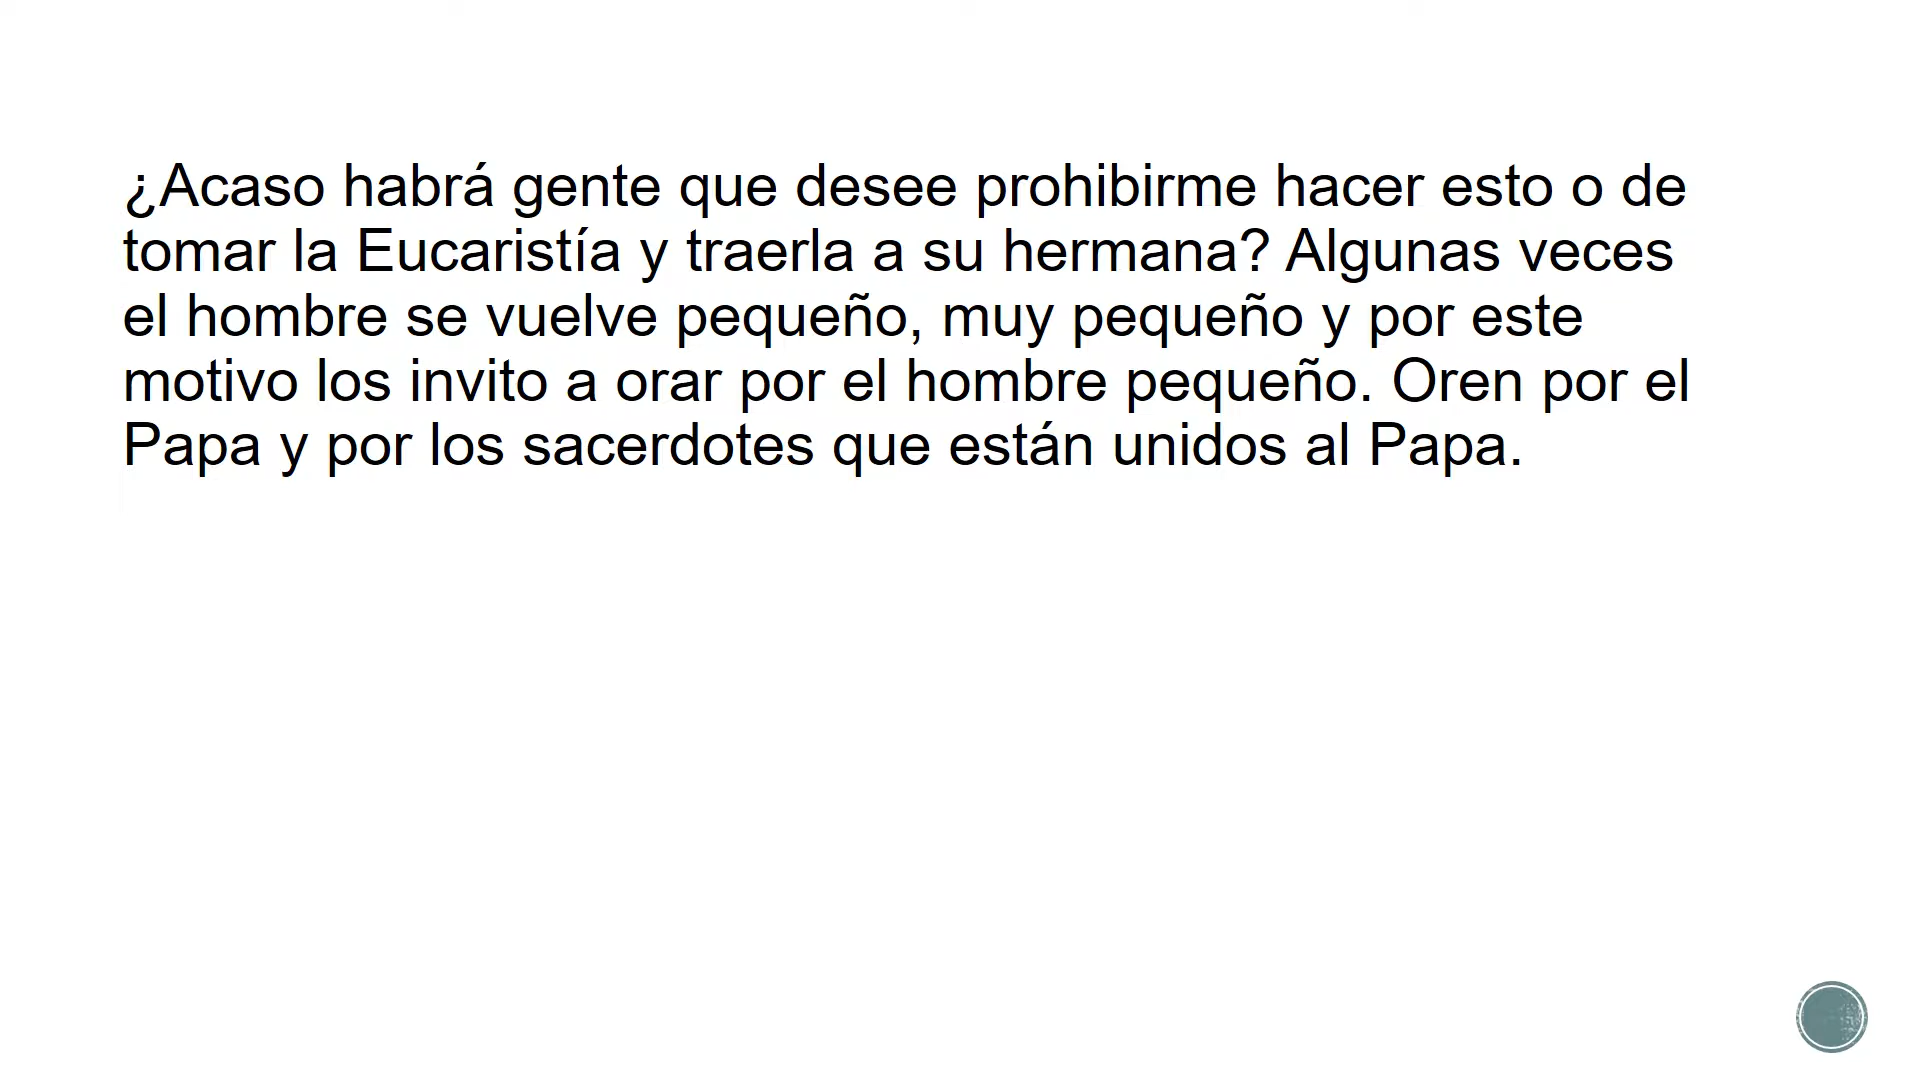 ¿Acaso habrá gente que desee prohibirme hacer esto o de
tomar la Eucaristía y traerla a su hermana? Algunas veces
el hombre se vuelve pequeño, muy pequeño y por este
motivo los invito a orar por el hombre pequeño. Oren por el
Papa y por los sacerdotes que están unidos al Papa.